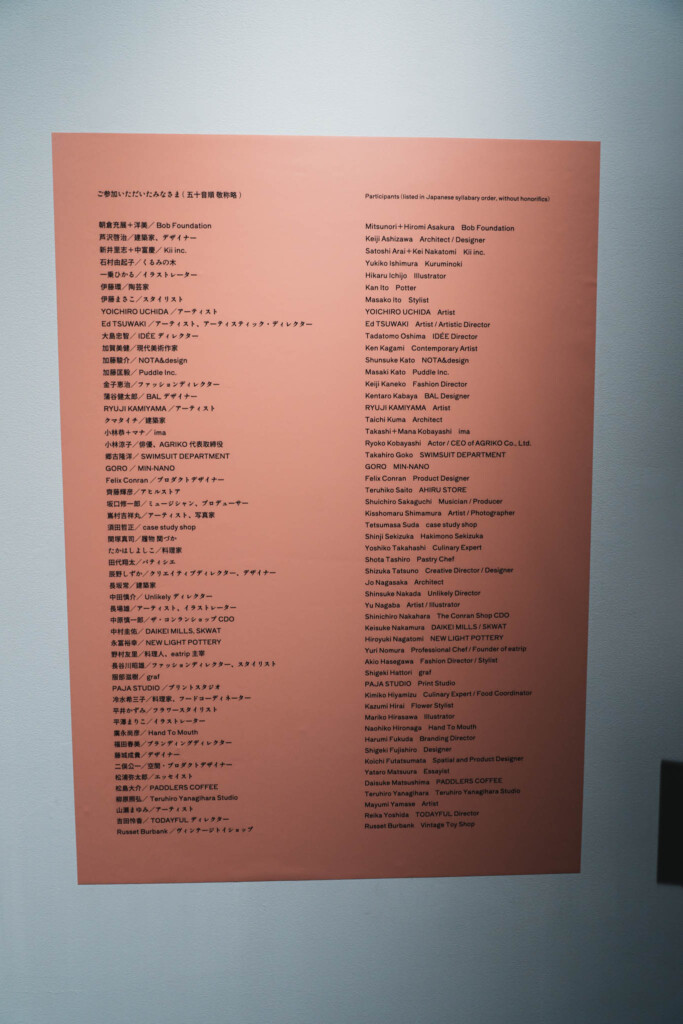 ご参加いただいたみなさま ( 五十音順 敬称略 )
朝倉充展＋洋美／ Bob Foundation
芦沢啓治／建築家、デザイナー
新井里志＋中富慶／ Kii inc.
石村由起子／くるみの木
一乗ひかる／イラストレーター
伊藤環／陶芸家
伊藤まさこ／スタイリスト
YOICHIRO UCHIDA ／アーティスト
Ed TSUWAKI ／アーティスト、アーティスティック・ディレクター
大島忠智／ IDÉE ディレクター
加賀美健／現代美術作家
加藤駿介／ NOTA&design
加藤匡毅／ Puddle Inc.
金子恵治／ファッションディレクター
蒲谷健太郎／ BAL デザイナー
RYUJI KAMIYAMA ／アーティスト
クマタイチ／建築家
小林恭＋マナ／ ima
小林涼子／俳優、AGRIKO 代表取締役
郷古隆洋／ SWIMSUIT DEPARTMENT
GORO ／ MIN-NANO
Felix Conran ／プロダクトデザイナー
齊藤輝彦／アヒルストア
坂口修一郎／ミュージシャン、プロデューサー
嶌村吉祥丸／アーティスト、写真家
須田哲正／ case study shop
関塚真司／履物 関づか
たかはしよしこ／料理家
田代翔太／パティシエ
辰野しずか／クリエイティブディレクター、デザイナー
長坂常／建築家
中田慎介／ Unlikely ディレクター
長場雄／アーティスト、イラストレーター
中原慎一郎／ザ・コンランショップ CDO
中村圭佑／ DAIKEI MILLS, SKWAT
永富裕幸／ NEW LIGHT POTTERY
野村友里／料理人、eatrip 主宰
長谷川昭雄／ファッションディレクター、スタイリスト
服部滋樹／ graf
PAJA STUDIO ／プリントスタジオ
冷水希三子／料理家、フードコーディネーター
平井かずみ／フラワースタイリスト
平澤まりこ／イラストレーター
廣永尚彦／ Hand To Mouth
福田春美／ブランディングディレクター
藤城成貴／デザイナー
二俣公一／空間・プロダクトデザイナー
松浦弥太郎／エッセイスト
松島大介／ PADDLERS COFFEE
柳原照弘／ Teruhiro Yanagihara Studio
山瀬まゆみ／アーティスト
吉田怜香／ TODAYFUL ディレクター
Russet Burbank ／ヴィンテージトイショップ
Participants (listed in Japanese syllabary order, without honorifics)
Mitsunori＋Hiromi Asakura Bob Foundation
Keiji Ashizawa Architect / Designer
Satoshi Arai＋Kei Nakatomi Kii inc.
Yukiko Ishimura Kuruminoki
Hikaru Ichijo Illustrator
Kan Ito Potter
Masako Ito Stylist
YOICHIRO UCHIDA Artist
Ed TSUWAKI Artist / Artistic Director
Tadatomo Oshima IDÉE Director
Ken Kagami Contemporary Artist
Shunsuke Kato NOTA&design
Masaki Kato Puddle Inc.
Keiji Kaneko Fashion Director
Kentaro Kabaya BAL Designer
RYUJI KAMIYAMA Artist
Taichi Kuma Architect
Takashi＋Mana Kobayashi ima
Ryoko Kobayashi Actor / CEO of AGRIKO Co., Ltd.
Takahiro Goko SWIMSUIT DEPARTMENT
GORO MIN-NANO
Felix Conran Product Designer
Teruhiko Saito AHIRU STORE
Shuichiro Sakaguchi Musician / Producer
Kisshomaru Shimamura Artist / Photographer
Tetsumasa Suda case study shop
Shinji Sekizuka Hakimono Sekizuka
Yoshiko Takahashi Culinary Expert
Shota Tashiro Pastry Chef
Shizuka Tatsuno Creative Director / Designer
Jo Nagasaka Architect
Shinsuke Nakada Unlikely Director
Yu Nagaba Artist / Illustrator
Shinichiro Nakahara The Conran Shop CDO
Keisuke Nakamura DAIKEI MILLS / SKWAT
Hiroyuki Nagatomi NEW LIGHT POTTERY
Yuri Nomura Professional Chef / Founder of eatrip
Akio Hasegawa Fashion Director / Stylist
Shigeki Hattori graf
PAJA STUDIO Print Studio
Kimiko Hiyamizu Culinary Expert / Food Coordinator
Kazumi Hirai Flower Stylist
Mariko Hirasawa Illustrator
Naohiko Hironaga Hand To Mouth
Harumi Fukuda Branding Director
Shigeki Fujishiro Designer
Koichi Futatsumata Spatial and Product Designer
Yataro Matsuura Essayist
Daisuke Matsushima PADDLERS COFFEE
Teruhiro Yanagihara Teruhiro Yanagihara Studio
Mayumi Yamase Artist
Reika Yoshida TODAYFUL Director
Russet Burbank Vintage Toy Shop